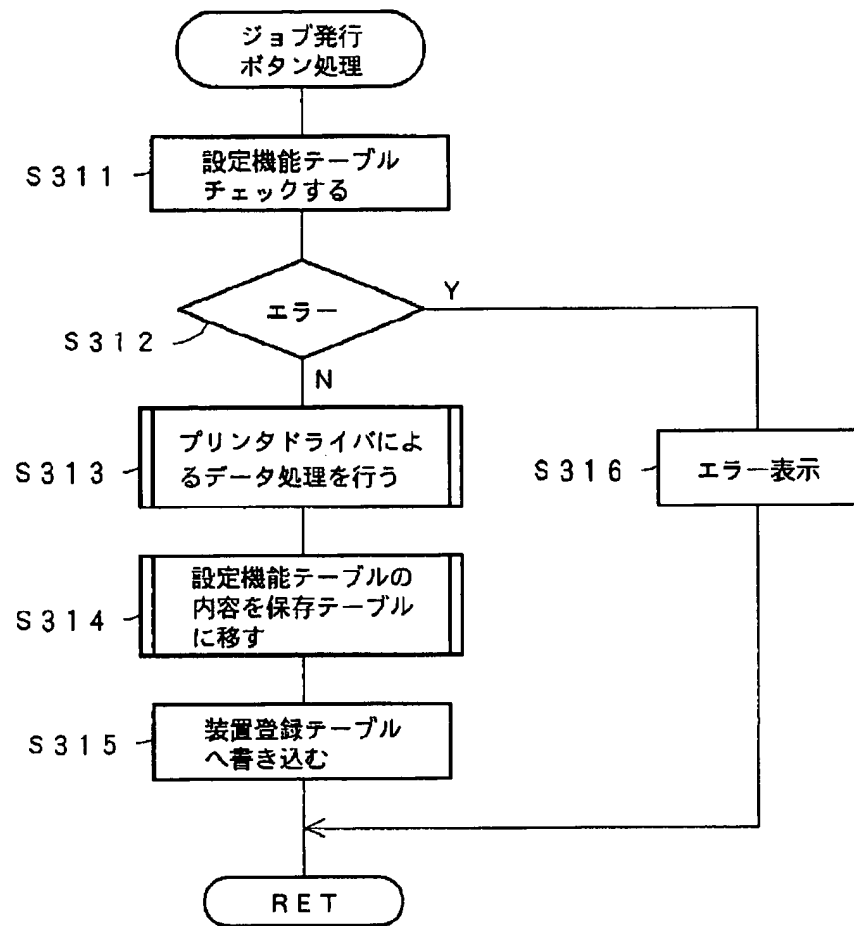 ジョブ発行
ボタン処理
S311
設定機能テーブル
チェックする
エラー
Y
S312
N
プリンタドライバによ
るデータ処理を行う
S313
S316
エラー表示
設定機能テーブルの
内容を保存テーブル
に移す
S314
装置登録テーブル
へ書き込む
S315
RET